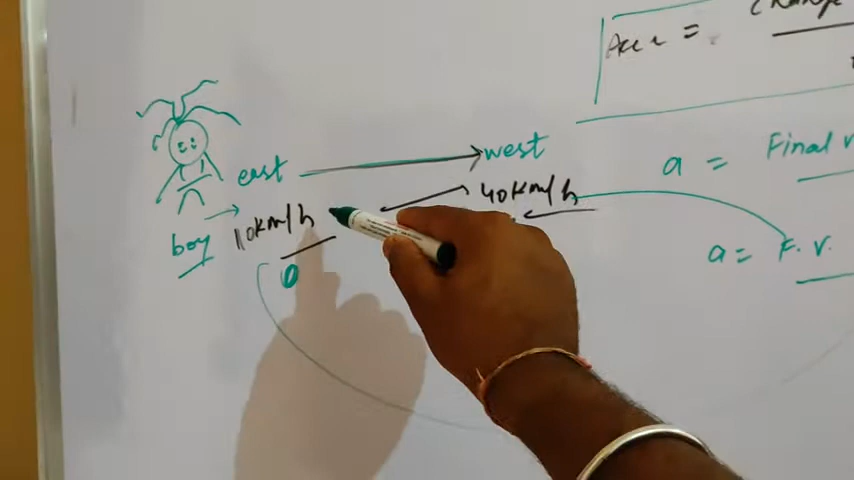 Acc =
east → west
a = Final
boy 10km/h 40km/h
a = F. V.
0